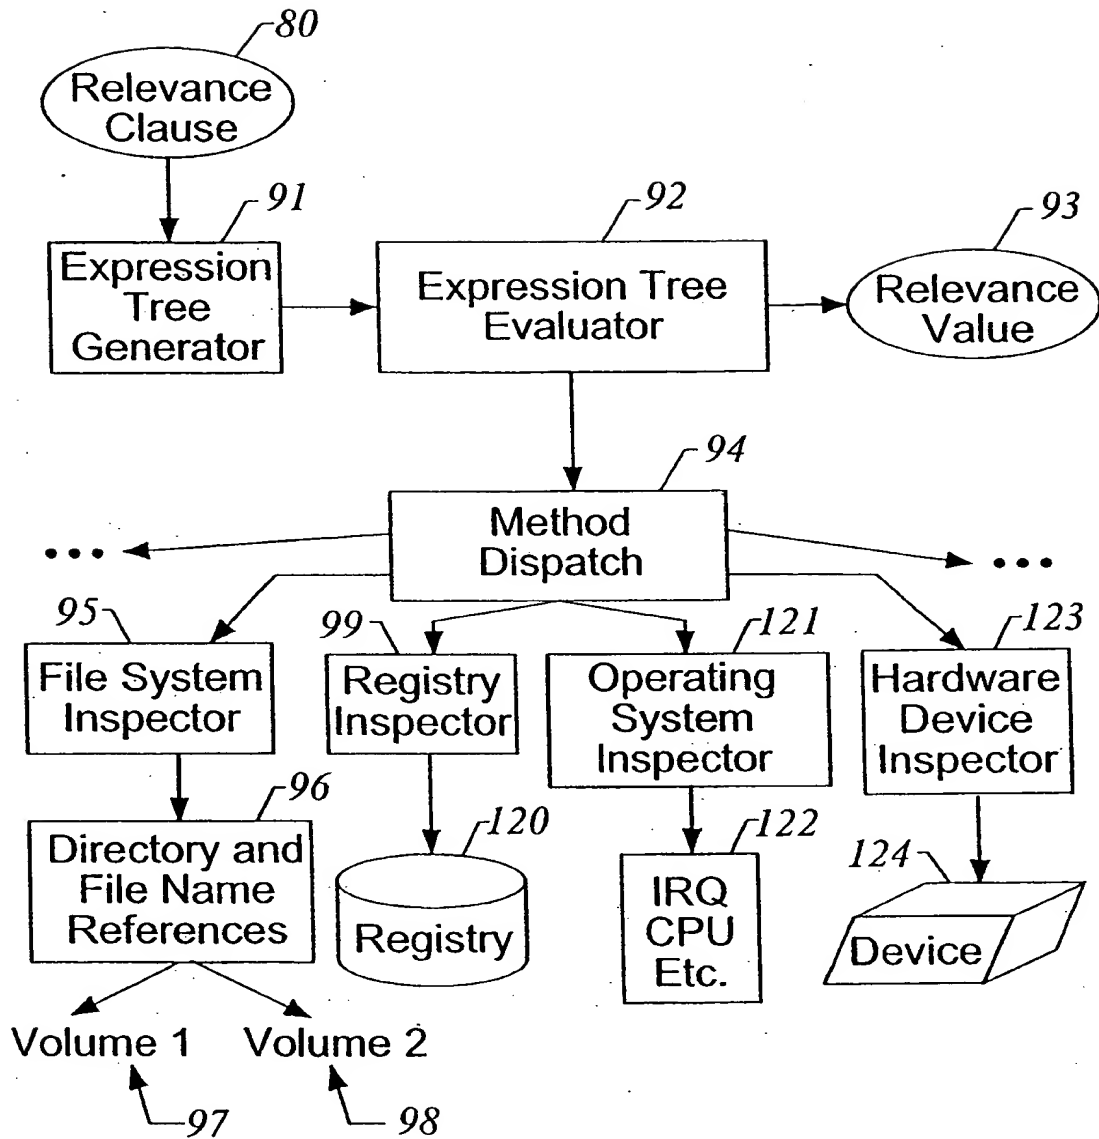 80
Relevance
Clause
91
Expression
Tree
Generator
92
Expression Tree
Evaluator
93
Relevance
Value
94
Method
Dispatch
•••
•••
95
File System
Inspector
99
Registry
Inspector
121
Operating
System
Inspector
123
Hardware
Device
Inspector
96
Directory and
File Name
References
120
Registry
122
IRQ
CPU
Etc.
124
Device
Volume 1
Volume 2
97
98